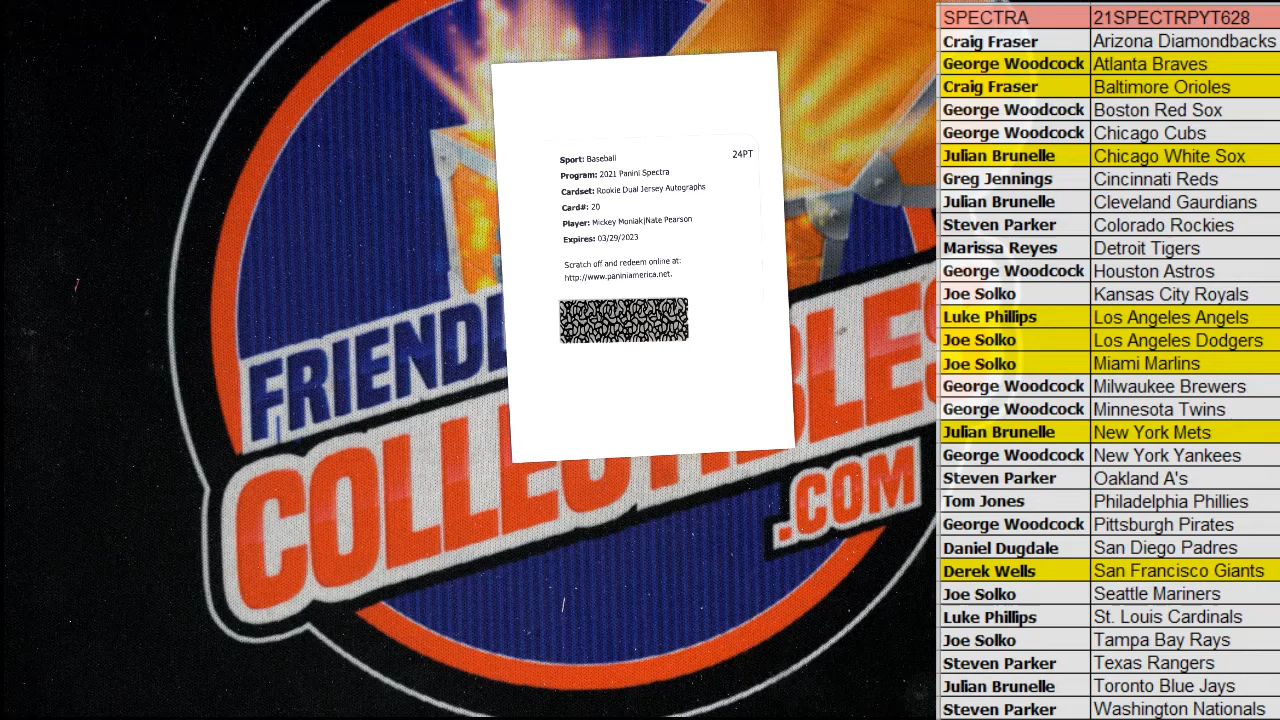 Sport: Baseball
24PT
Program: 2021 Panini Spectra
Cardset: Rookie Dual Jersey Autographs
Card#: 20
Player: Mickey Moniak|Nate Pearson
Expires: 03/29/2023
Scratch off and redeem online at:
http://www.paniniamerica.net.
FRIENDL
COLLECTIBLES
.COM
SPECTRA 21SPECTRPYT628
Craig Fraser Arizona Diamondbacks
George Woodcock Atlanta Braves
Craig Fraser Baltimore Orioles
George Woodcock Boston Red Sox
George Woodcock Chicago Cubs
Julian Brunelle Chicago White Sox
Greg Jennings Cincinnati Reds
Julian Brunelle Cleveland Gaurdians
Steven Parker Colorado Rockies
Marissa Reyes Detroit Tigers
George Woodcock Houston Astros
Joe Solko Kansas City Royals
Luke Phillips Los Angeles Angels
Joe Solko Los Angeles Dodgers
Joe Solko Miami Marlins
George Woodcock Milwaukee Brewers
George Woodcock Minnesota Twins
Julian Brunelle New York Mets
George Woodcock New York Yankees
Steven Parker Oakland A's
Tom Jones Philadelphia Phillies
George Woodcock Pittsburgh Pirates
Daniel Dugdale San Diego Padres
Derek Wells San Francisco Giants
Joe Solko Seattle Mariners
Luke Phillips St. Louis Cardinals
Joe Solko Tampa Bay Rays
Steven Parker Texas Rangers
Julian Brunelle Toronto Blue Jays
Steven Parker Washington Nationals